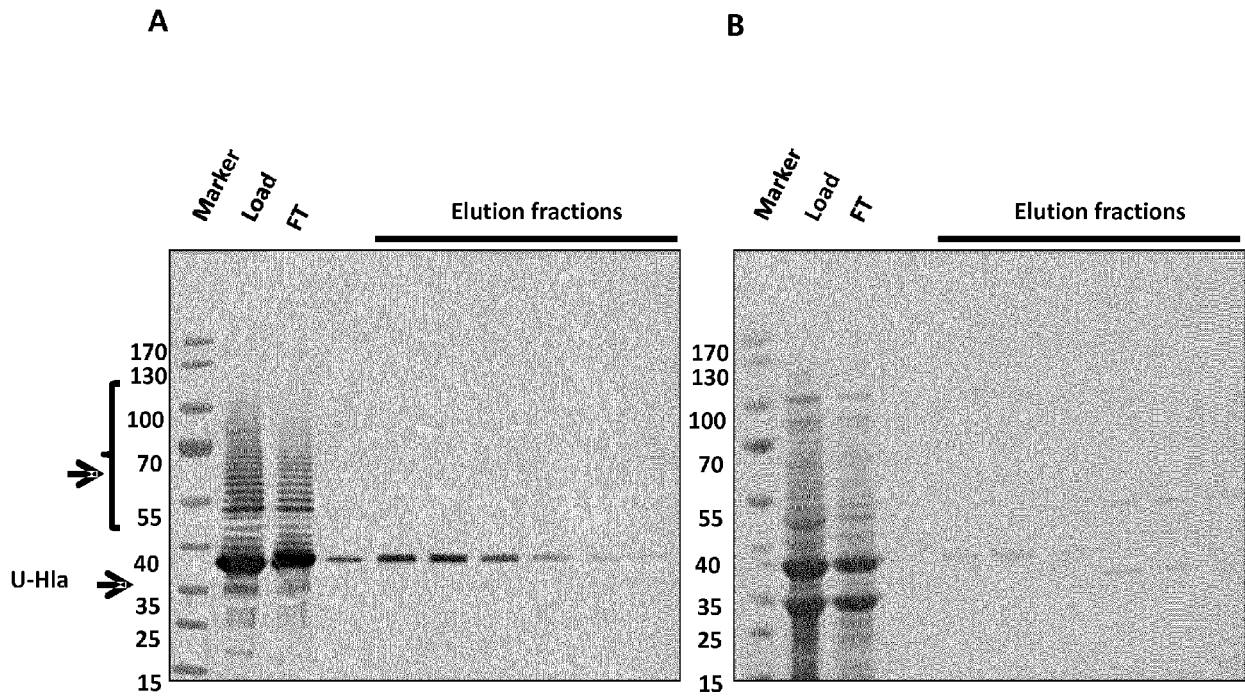 A
Marker
Load
FT
Elution fractions
170
130
100
70
55
40
35
25
15
U-Hla
B
Marker
Load
FT
Elution fractions
170
130
100
70
55
40
35
25
15